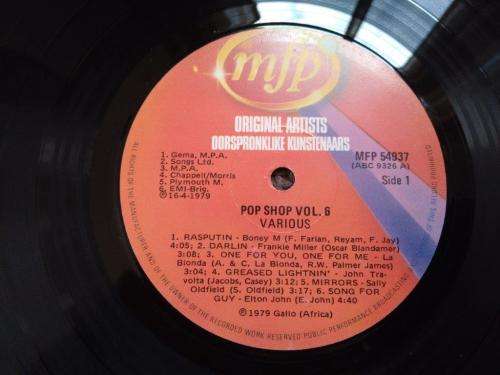 mfp
ORIGINAL ARTISTS
OORSPRONKLIKE KUNSTENAARS
1. Gema, M.P.A.
2. Songs Ltd.
3. M.P.A.
4. Chappell/Morris
5. Plymouth M.
6. EMI-Brig.
℗16-4-1979
MFP 54937
(ABC 9326 A)
Side 1
POP SHOP VOL. 6
VARIOUS
1. RASPUTIN - Boney M (F. Farian, Reyam, F. Jay)
4:05; 2. DARLIN - Frankie Miller (Oscar Blandamer)
3:08; 3. ONE FOR YOU, ONE FOR ME - La
Bionda (A. & C. La Bionda, R.W. Palmer James)
3:04; 4. GREASED LIGHTNIN' - John Tra-
volta (Jacobs, Casey) 3:12; 5. MIRRORS - Sally
Oldfield (S. Oldfield) 3:17; 6. SONG FOR
GUY - Elton John (E. John) 4:40
℗1979 Gallo (Africa)
ALL RIGHTS OF THE MANUFACTURER AND OF THE OWNER OF THE RECORDED WORK RESERVED PUBLIC PERFORMANCE BROADCASTING